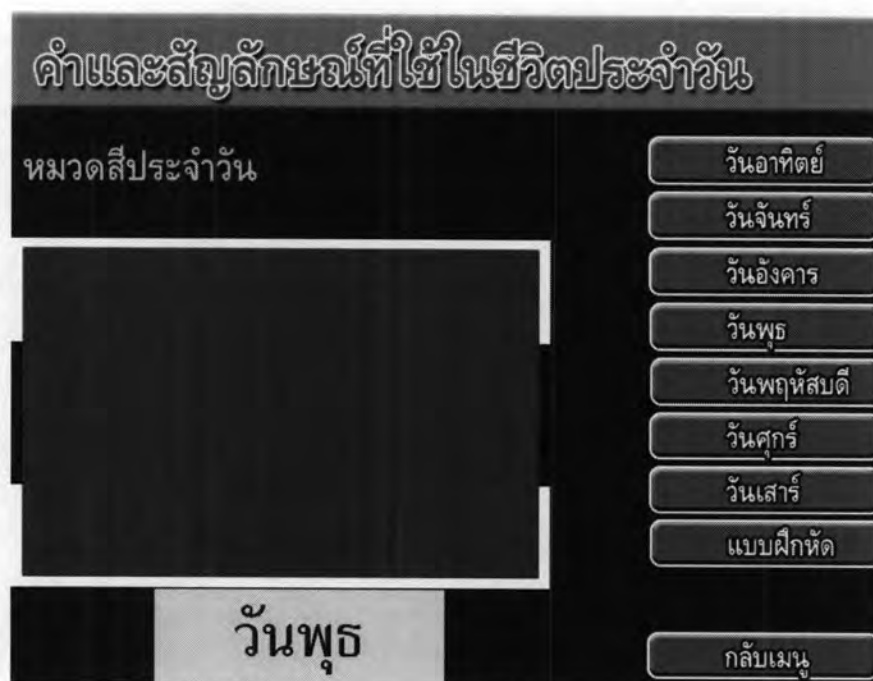 คำและสัญลักษณ์ที่ใช้ในชีวิตประจำวัน
หมวดสีประจำวัน
วันอาทิตย์
วันจันทร์
วันอังคาร
วันพุธ
วันพฤหัสบดี
วันศุกร์
วันเสาร์
แบบฝึกหัด
วันพุธ
กลับเมนู